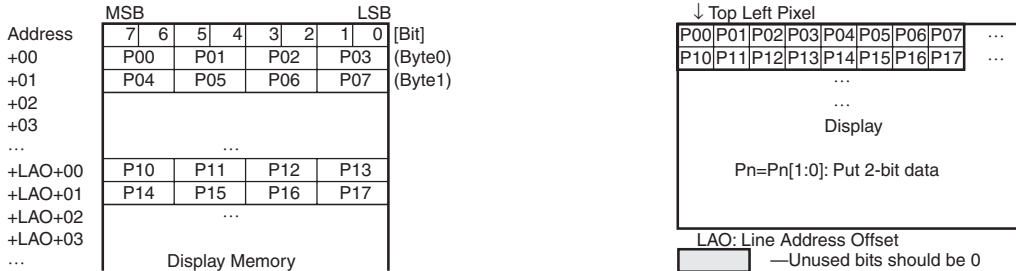 MSB LSB
Address 7 6 5 4 3 2 1 0 [Bit]
+00 P00 P01 P02 P03 (Byte0)
+01 P04 P05 P06 P07 (Byte1)
+02
+03
… …
+LAO+00 P10 P11 P12 P13
+LAO+01 P14 P15 P16 P17
+LAO+02 …
+LAO+03
… Display Memory
↓ Top Left Pixel
P00 P01 P02 P03 P04 P05 P06 P07 …
P10 P11 P12 P13 P14 P15 P16 P17 …
…
…
Display
Pn=Pn[1:0]: Put 2-bit data
LAO: Line Address Offset
—Unused bits should be 0